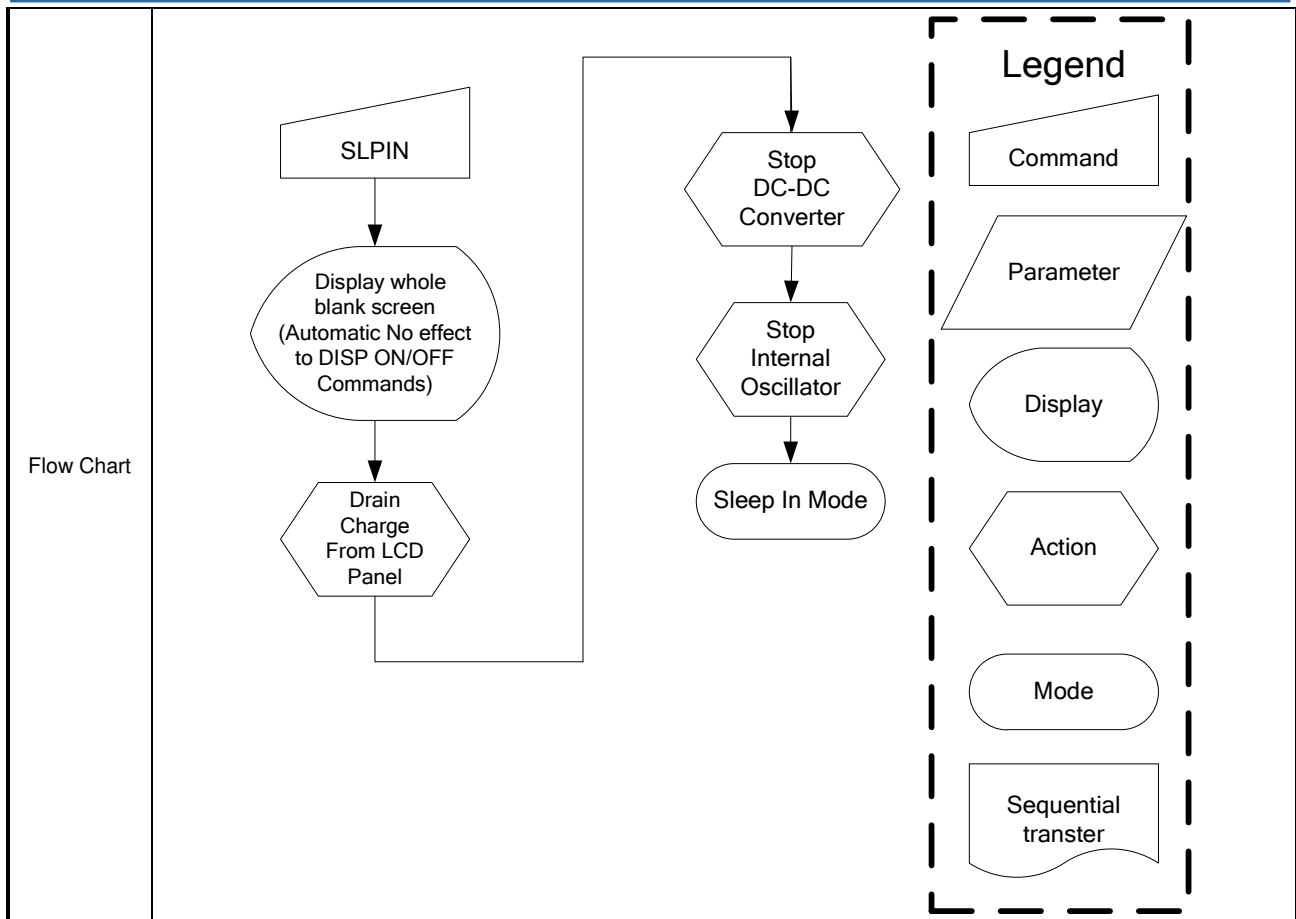 Flow Chart
SLPIN
Display whole
blank screen
(Automatic No effect
to DISP ON/OFF
Commands)
Drain
Charge
From LCD
Panel
Stop
DC-DC
Converter
Stop
Internal
Oscillator
Sleep In Mode
Legend
Command
Parameter
Display
Action
Mode
Sequential
transter